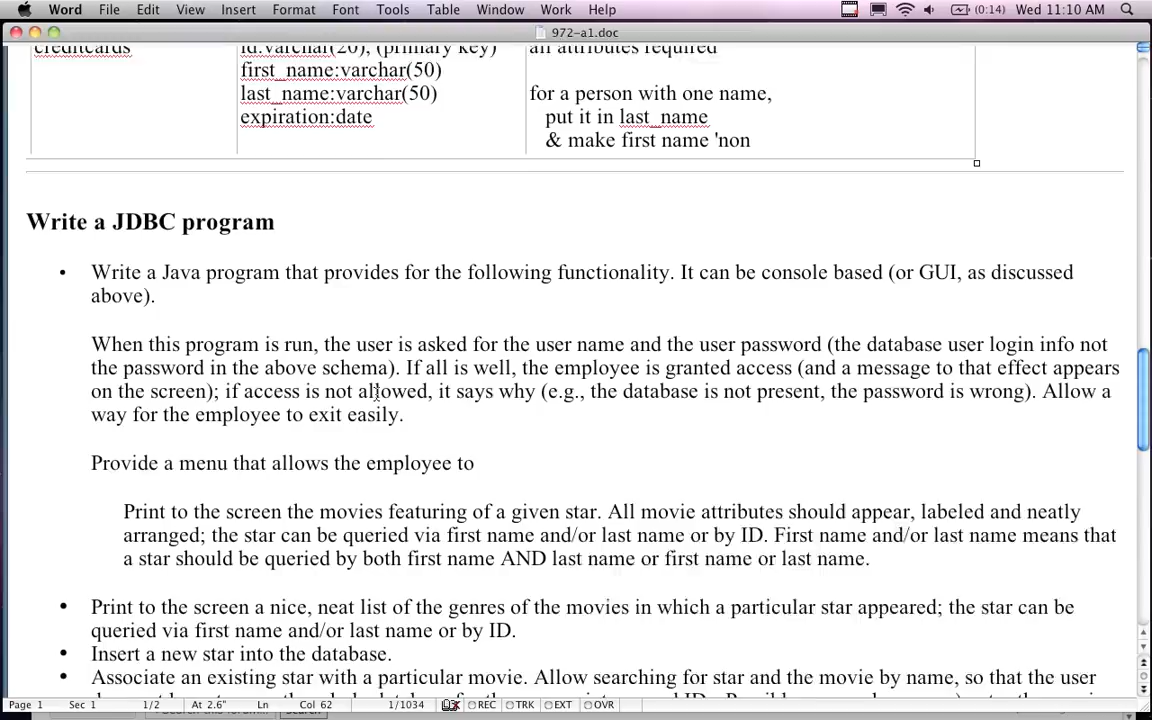 Word File Edit View Insert Format Font Tools Table Window Work Help (0:14) Wed 11:10 AM
972-a1.doc
creditcards id:varchar(20), (primary key) all attributes required
first_name:varchar(50)
last_name:varchar(50) for a person with one name,
expiration:date put it in last_name
& make first name 'non
Write a JDBC program
• Write a Java program that provides for the following functionality. It can be console based (or GUI, as discussed
above).
When this program is run, the user is asked for the user name and the user password (the database user login info not
the password in the above schema). If all is well, the employee is granted access (and a message to that effect appears
on the screen); if access is not allowed, it says why (e.g., the database is not present, the password is wrong). Allow a
way for the employee to exit easily.
Provide a menu that allows the employee to
Print to the screen the movies featuring of a given star. All movie attributes should appear, labeled and neatly
arranged; the star can be queried via first name and/or last name or by ID. First name and/or last name means that
a star should be queried by both first name AND last name or first name or last name.
• Print to the screen a nice, neat list of the genres of the movies in which a particular star appeared; the star can be
queried via first name and/or last name or by ID.
• Insert a new star into the database.
• Associate an existing star with a particular movie. Allow searching for star and the movie by name, so that the user
Page 1 Sec 1 1/2 At 2.6" Ln Col 62 1/1034 REC TRK EXT OVR